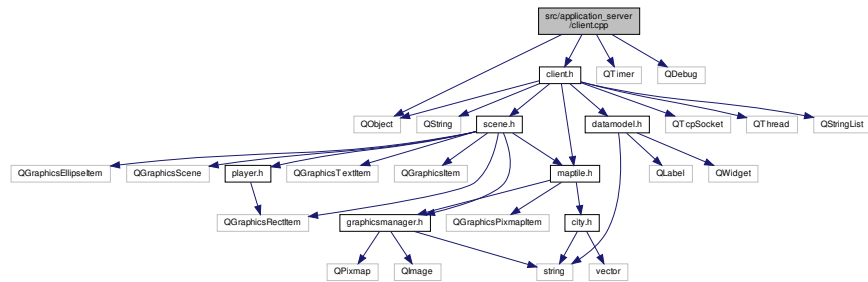 src/application_server
/client.cpp
client.h
QTimer
QDebug
QObject
QString
scene.h
datamodel.h
QTcpSocket
QThread
QStringList
QGraphicsEllipseItem
QGraphicsScene
player.h
QGraphicsTextItem
QGraphicsItem
maptile.h
QLabel
QWidget
QGraphicsRectItem
graphicsmanager.h
QGraphicsPixmapItem
city.h
QPixmap
QImage
string
vector